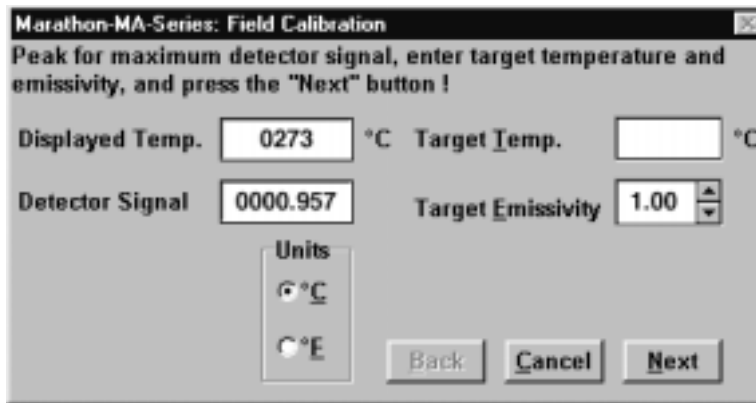 Marathon-MA-Series: Field Calibration
Peak for maximum detector signal, enter target temperature and
emissivity, and press the "Next" button !
Displayed Temp. 0273 °C Target Temp. °C
Detector Signal 0000.957 Target Emissivity 1.00
Units
°C
°F
Back Cancel Next